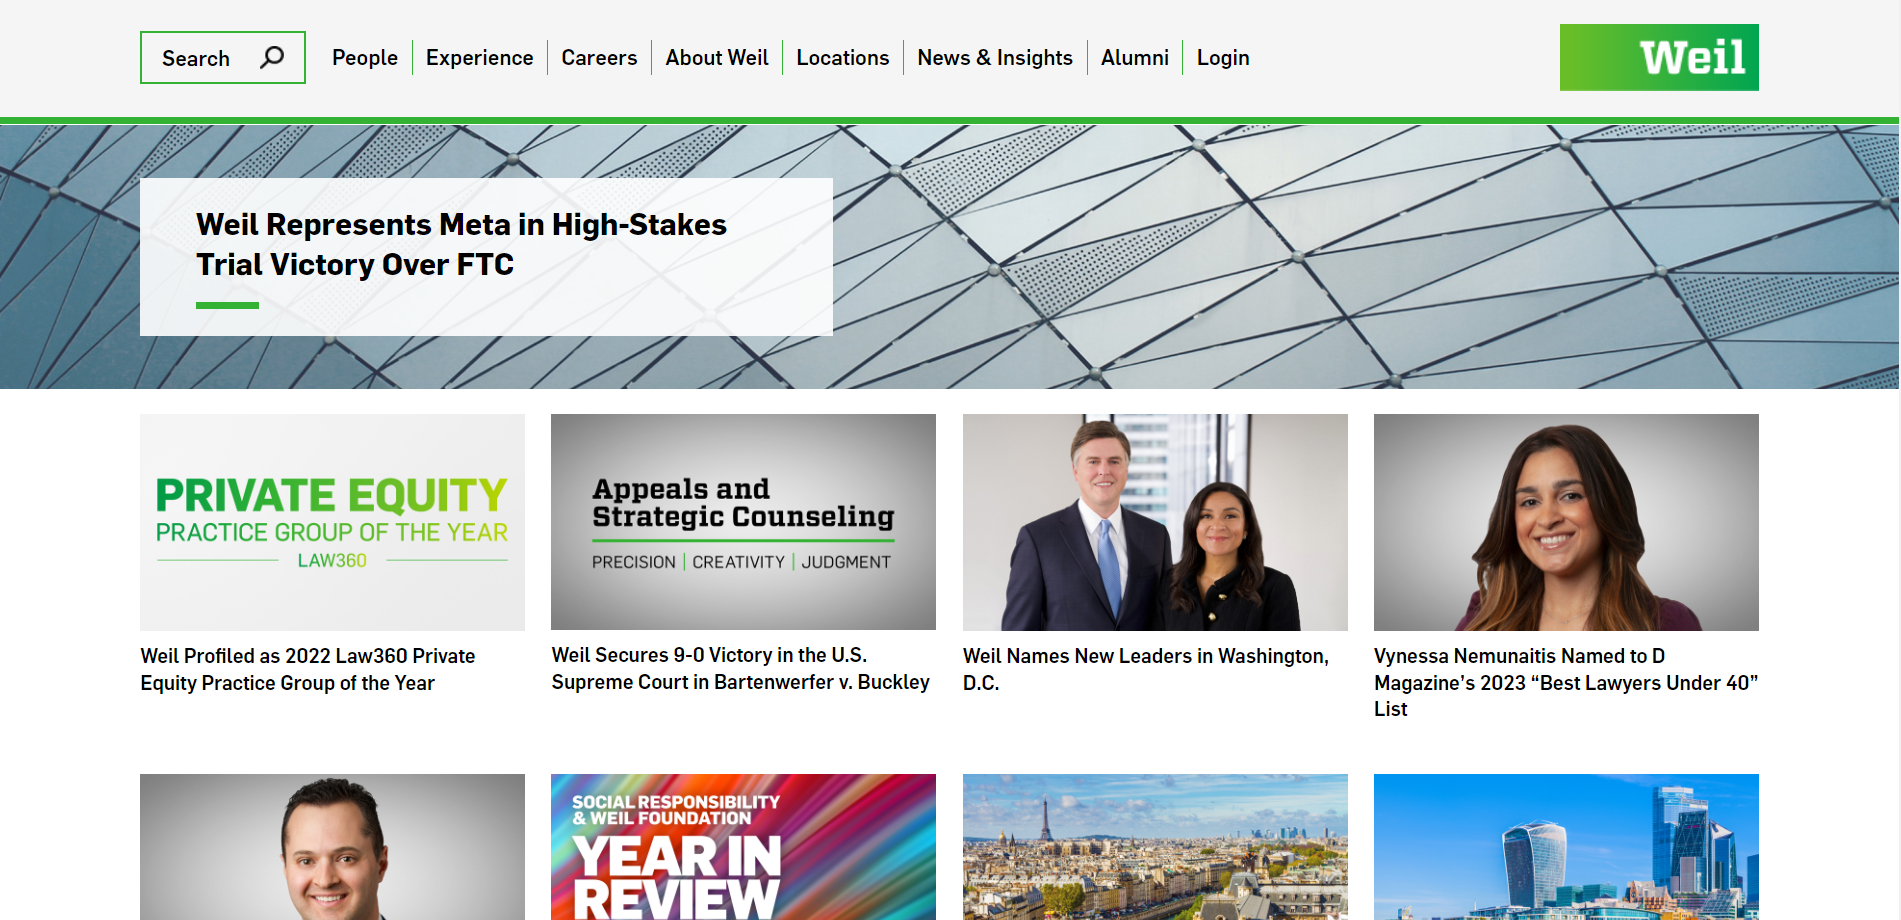 Search
People
Experience
Careers
About Weil
Locations
News & Insights
Alumni
Login
Weil
Weil Represents Meta in High-Stakes
Trial Victory Over FTC
PRIVATE EQUITY
PRACTICE GROUP OF THE YEAR
LAW360
Weil Profiled as 2022 Law360 Private
Equity Practice Group of the Year
Appeals and
Strategic Counseling
PRECISION | CREATIVITY | JUDGMENT
Weil Secures 9-0 Victory in the U.S.
Supreme Court in Bartenwerfer v. Buckley
Weil Names New Leaders in Washington,
D.C.
Vynessa Nemunaitis Named to D
Magazine’s 2023 “Best Lawyers Under 40”
List
SOCIAL RESPONSIBILITY
& WEIL FOUNDATION
YEAR IN
REVIEW